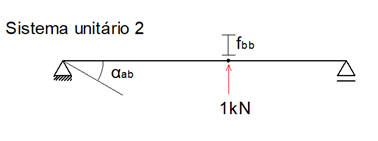 Sistema unitário 2
fbb
αab
1kN